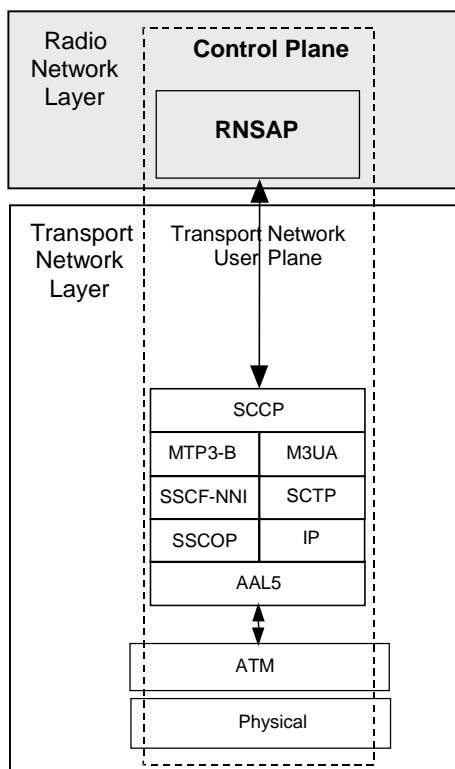 Radio
Network
Layer
Control Plane
RNSAP
Transport
Network
Layer
Transport Network
User Plane
SCCP
MTP3-B
M3UA
SSCF-NNI
SCTP
SSCOP
IP
AAL5
ATM
Physical